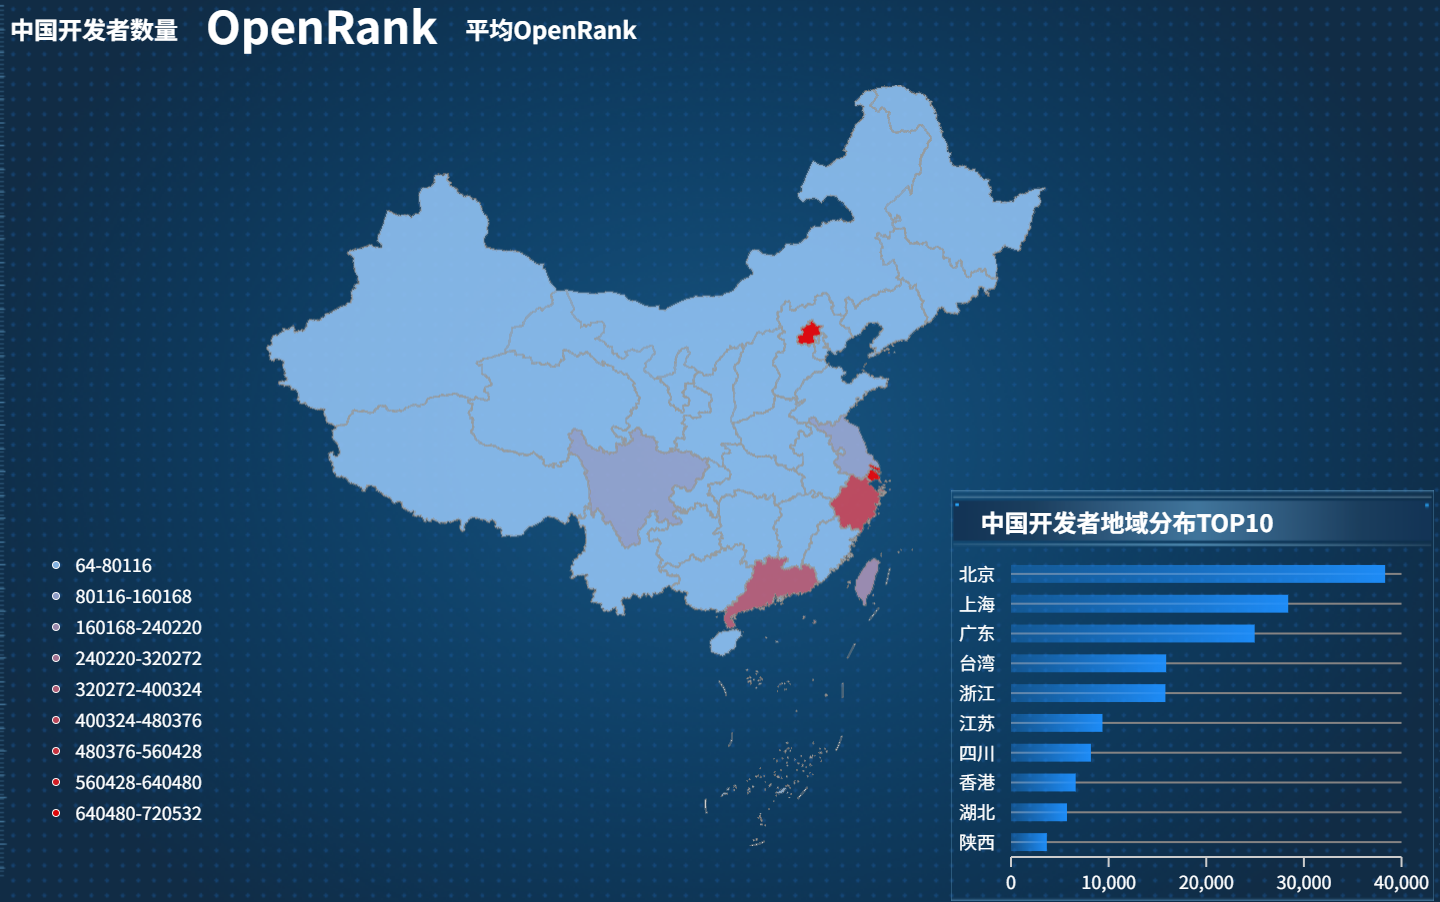 中国开发者数量 OpenRank 平均OpenRank
64-80116
80116-160168
160168-240220
240220-320272
320272-400324
400324-480376
480376-560428
560428-640480
640480-720532
中国开发者地域分布TOP10
北京
上海
广东
台湾
浙江
江苏
四川
香港
湖北
陕西
0 10,000 20,000 30,000 40,000